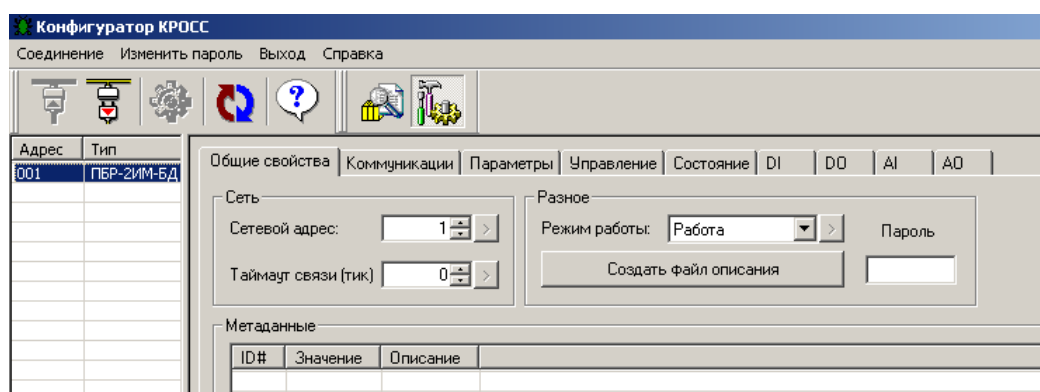 Конфигуратор КРОСС
Соединение Изменить пароль Выход Справка
Адрес Тип
001 ПБР-2ИМ-БД
Общие свойства Коммуникации Параметры Управление Состояние DI DO AI AO
Сеть
Сетевой адрес: 1 >
Таймаут связи (тик) 0 >
Разное
Режим работы: Работа >
Пароль
Создать файл описания
Метаданные
ID# Значение Описание